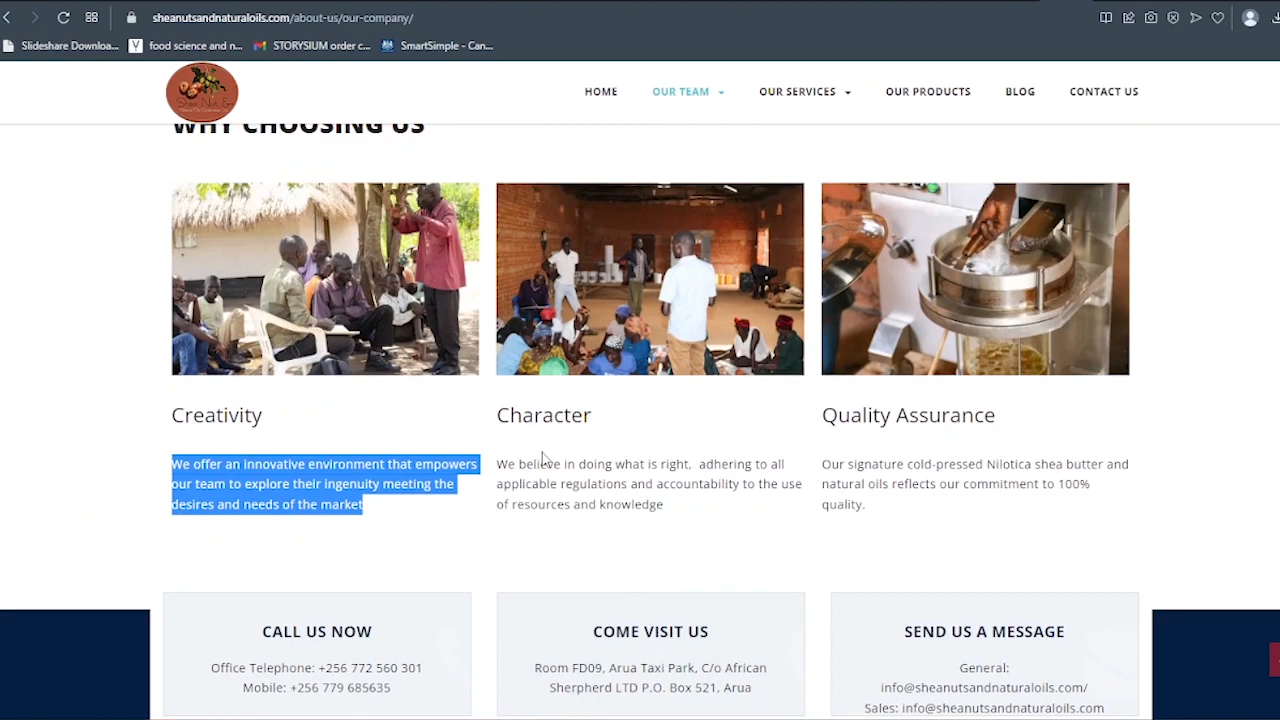 sheanutsandnaturaloils.com/about-us/our-company/
Slideshare Downloa...
food science and n...
STORYSIUM order c...
SmartSimple - Can...
Shea Nut &
HOME
OUR TEAM
OUR SERVICES
OUR PRODUCTS
BLOG
CONTACT US
WHY CHOOSING US
Creativity
We offer an innovative environment that empowers
our team to explore their ingenuity meeting the
desires and needs of the market
Character
We believe in doing what is right, adhering to all
applicable regulations and accountability to the use
of resources and knowledge
Quality Assurance
Our signature cold-pressed Nilotica shea butter and
natural oils reflects our commitment to 100%
quality.
CALL US NOW
Office Telephone: +256 772 560 301
Mobile: +256 779 685635
COME VISIT US
Room FD09, Arua Taxi Park, C/o African
Sherpherd LTD P.O. Box 521, Arua
SEND US A MESSAGE
General:
info@sheanutsandnaturaloils.com/
Sales: info@sheanutsandnaturaloils.com